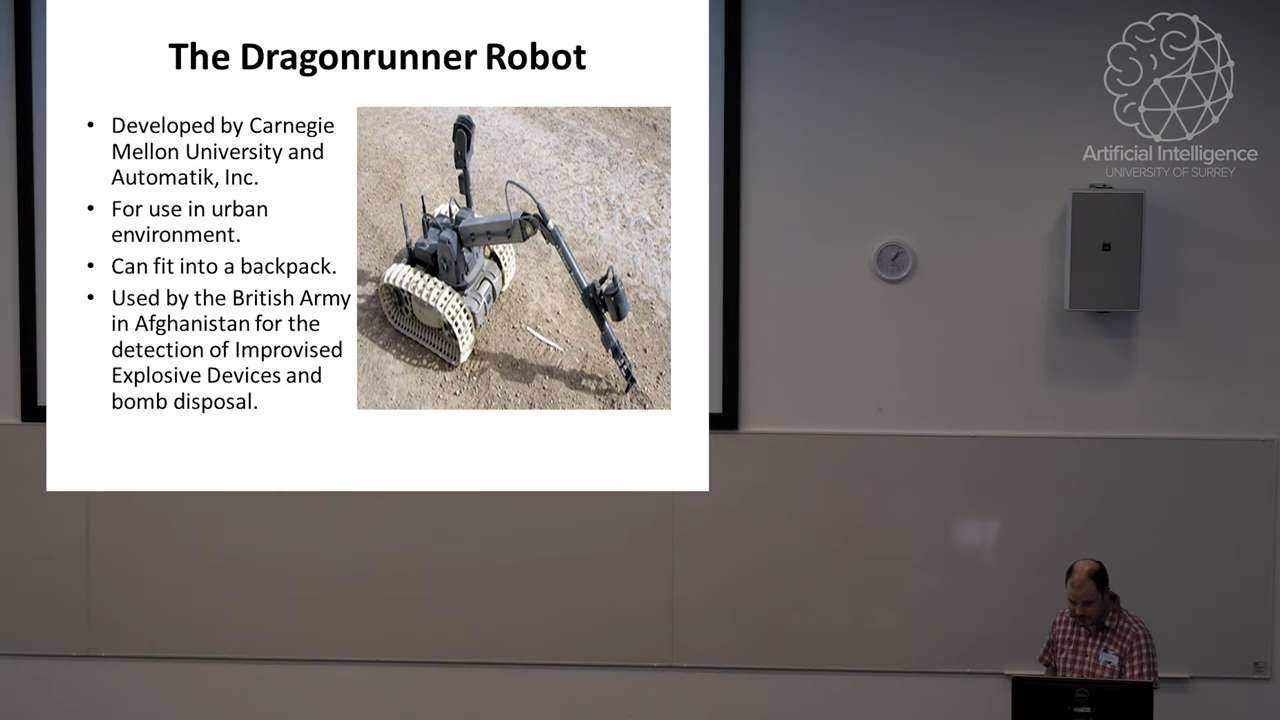 The Dragonrunner Robot
• Developed by Carnegie
Mellon University and
Automatik, Inc.
• For use in urban
environment.
• Can fit into a backpack.
• Used by the British Army
in Afghanistan for the
detection of Improvised
Explosive Devices and
bomb disposal.
Artificial Intelligence
UNIVERSITY OF SURREY
DELL